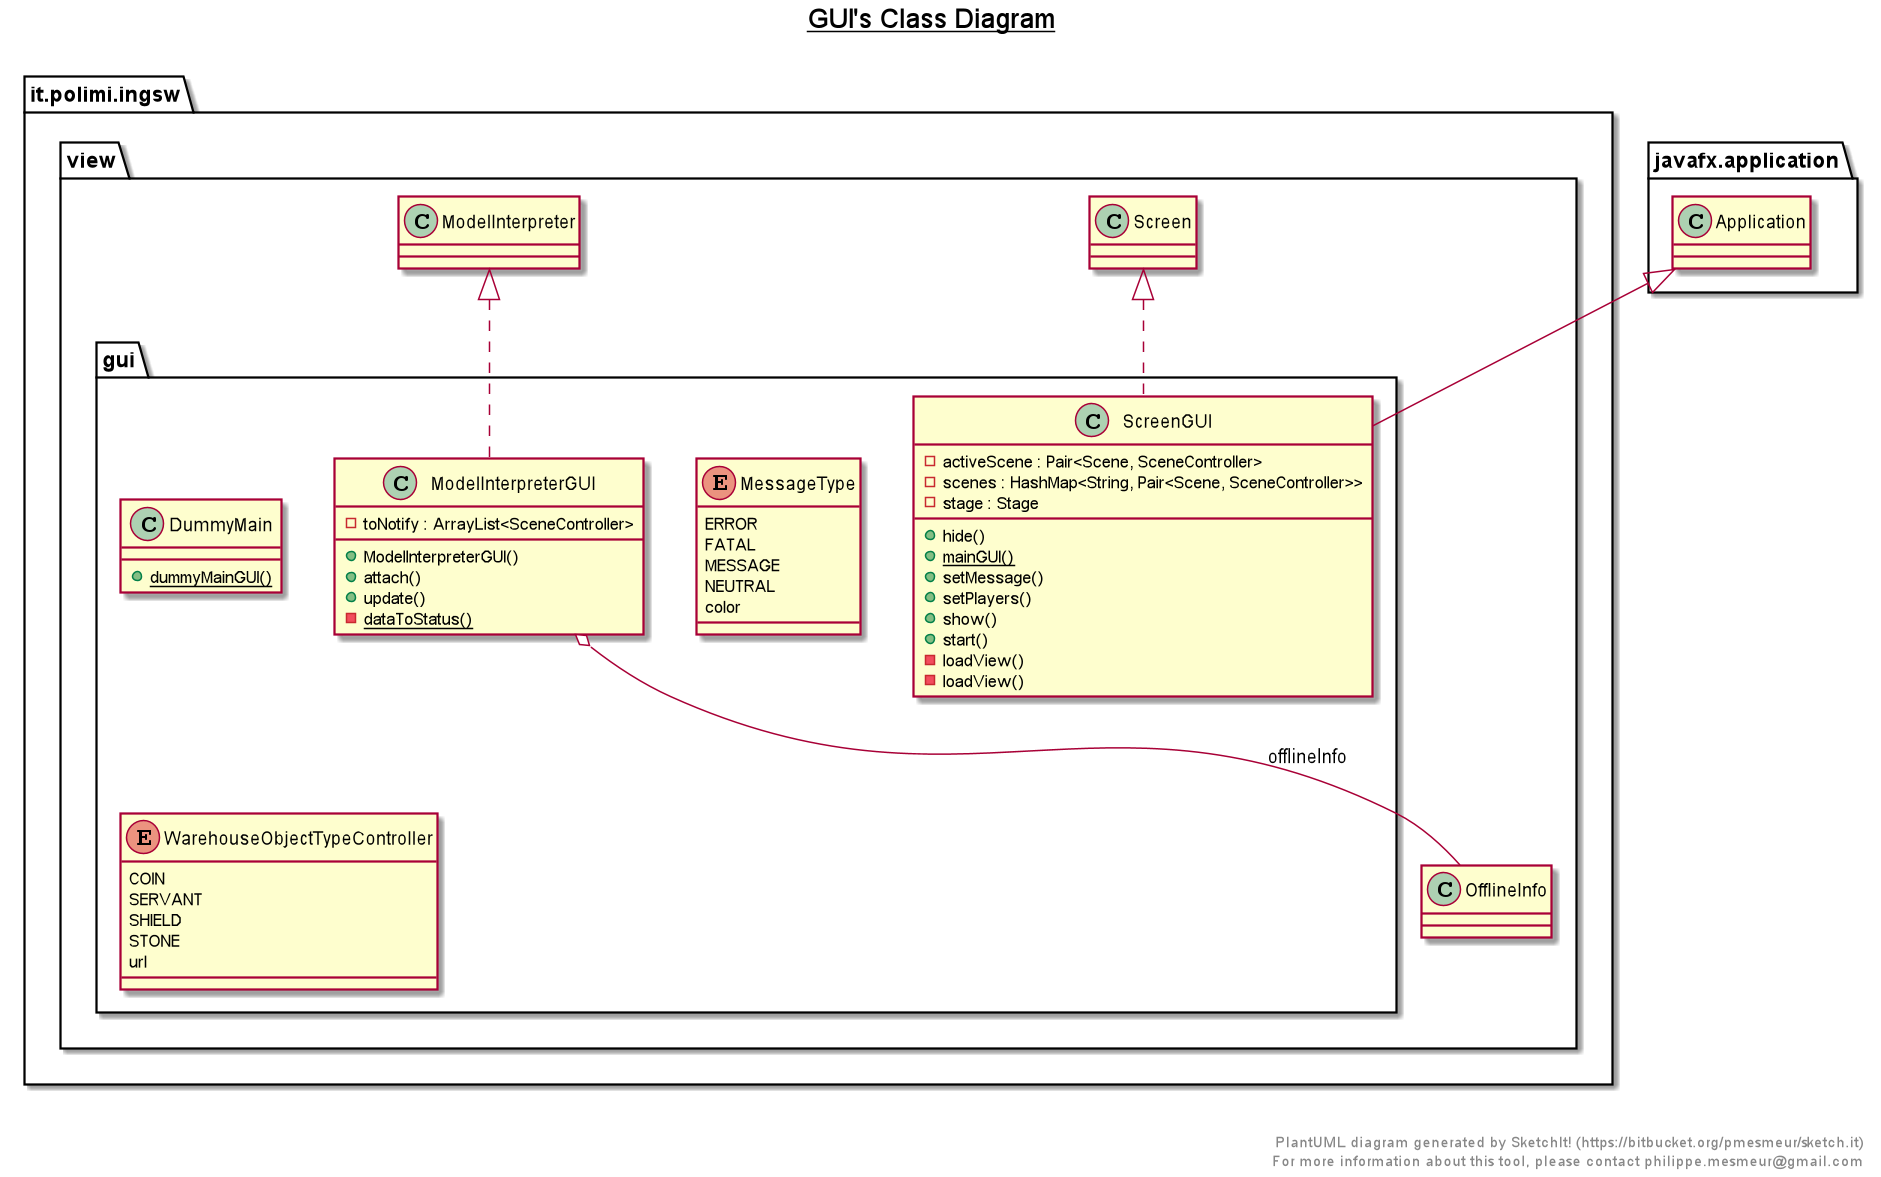 GUI's Class Diagram
it.polimi.ingsw
view
javafx.application
C ModelInterpreter
C Screen
C Application
gui
C ScreenGUI
activeScene : Pair<Scene, SceneController>
scenes : HashMap<String, Pair<Scene, SceneController>>
stage : Stage
hide()
mainGUI()
setMessage()
setPlayers()
show()
start()
loadView()
loadView()
C ModelInterpreterGUI
toNotify : ArrayList<SceneController>
ModelInterpreterGUI()
attach()
update()
dataToStatus()
E MessageType
ERROR
FATAL
MESSAGE
NEUTRAL
color
C DummyMain
dummyMainGUI()
offlineInfo
E WarehouseObjectTypeController
COIN
SERVANT
SHIELD
STONE
url
C OfflineInfo
PlantUML diagram generated by SketchIt! (https://bitbucket.org/pmesmeur/sketch.it)
For more information about this tool, please contact philippe.mesmeur@gmail.com